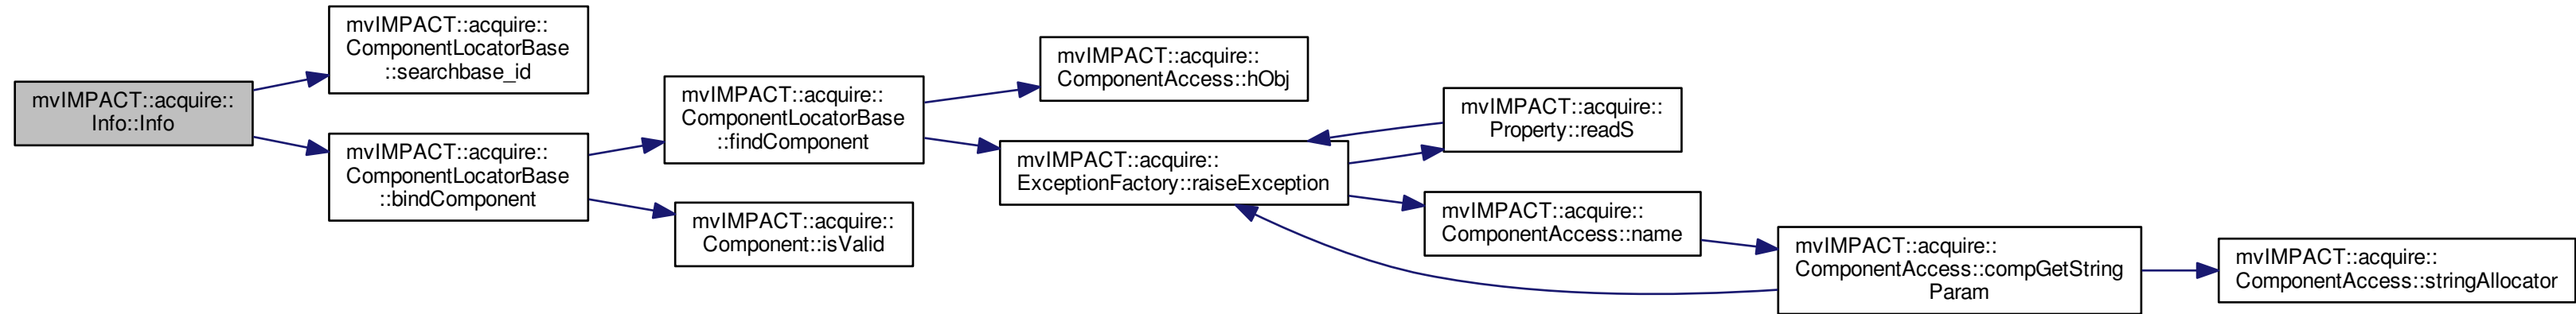 mvIMPACT::acquire::
Info::Info
mvIMPACT::acquire::
ComponentLocatorBase
::searchbase_id
mvIMPACT::acquire::
ComponentLocatorBase
::bindComponent
mvIMPACT::acquire::
ComponentLocatorBase
::findComponent
mvIMPACT::acquire::
Component::isValid
mvIMPACT::acquire::
ComponentAccess::hObj
mvIMPACT::acquire::
ExceptionFactory::raiseException
mvIMPACT::acquire::
Property::readS
mvIMPACT::acquire::
ComponentAccess::name
mvIMPACT::acquire::
ComponentAccess::compGetString
Param
mvIMPACT::acquire::
ComponentAccess::stringAllocator